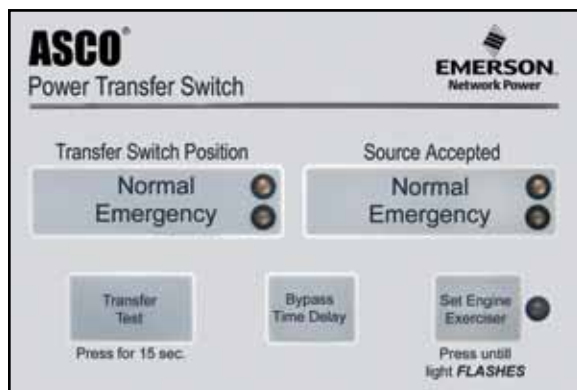 ASCO®
Power Transfer Switch
EMERSON
Network Power
Transfer Switch Position
Normal
Emergency
Source Accepted
Normal
Emergency
Transfer
Test
Press for 15 sec.
Bypass
Time Delay
Set Engine
Exerciser
Press untill
light FLASHES